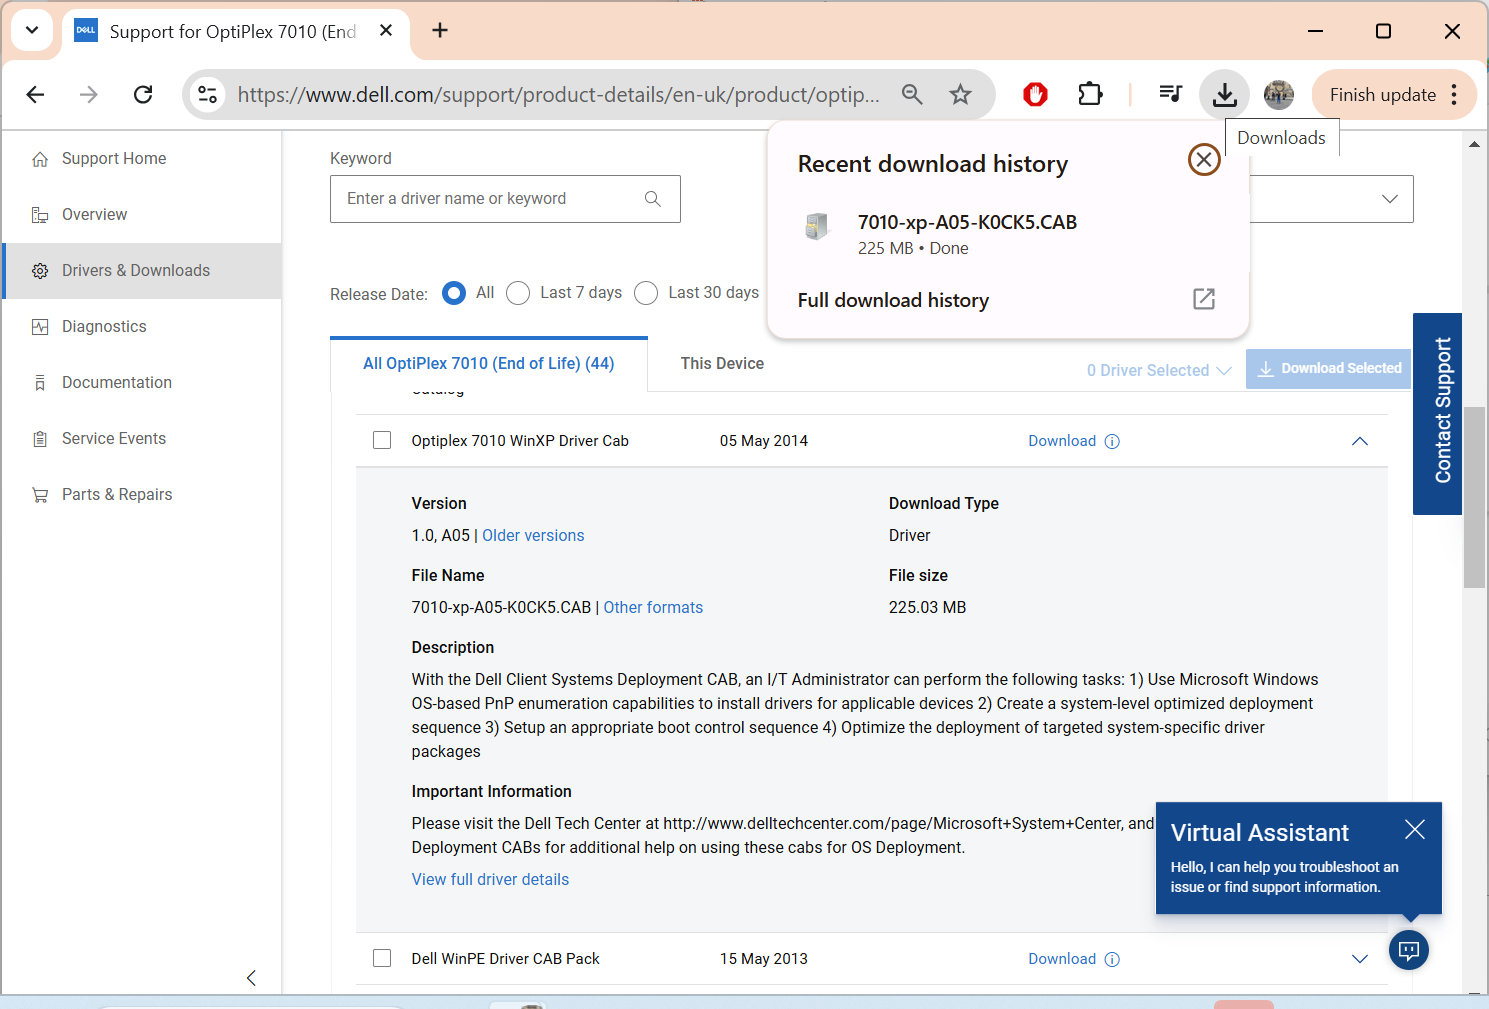 DELL
Support for OptiPlex 7010 (End
https://www.dell.com/support/product-details/en-uk/product/optip...
Finish update
Downloads
Recent download history
7010-xp-A05-K0CK5.CAB
225 MB • Done
Full download history
Support Home
Overview
Drivers & Downloads
Diagnostics
Documentation
Service Events
Parts & Repairs
Keyword
Enter a driver name or keyword
Release Date: All Last 7 days Last 30 days
All OptiPlex 7010 (End of Life) (44) This Device
0 Driver Selected Download Selected
Catalog
Optiplex 7010 WinXP Driver Cab 05 May 2014 Download
Version Download Type
1.0, A05 | Older versions Driver
File Name File size
7010-xp-A05-K0CK5.CAB | Other formats 225.03 MB
Description
With the Dell Client Systems Deployment CAB, an I/T Administrator can perform the following tasks: 1) Use Microsoft Windows
OS-based PnP enumeration capabilities to install drivers for applicable devices 2) Create a system-level optimized deployment
sequence 3) Setup an appropriate boot control sequence 4) Optimize the deployment of targeted system-specific driver
packages
Important Information
Please visit the Dell Tech Center at http://www.delltechcenter.com/page/Microsoft+System+Center, and
Deployment CABs for additional help on using these cabs for OS Deployment.
View full driver details
Dell WinPE Driver CAB Pack 15 May 2013 Download
Contact Support
Virtual Assistant
Hello, I can help you troubleshoot an
issue or find support information.